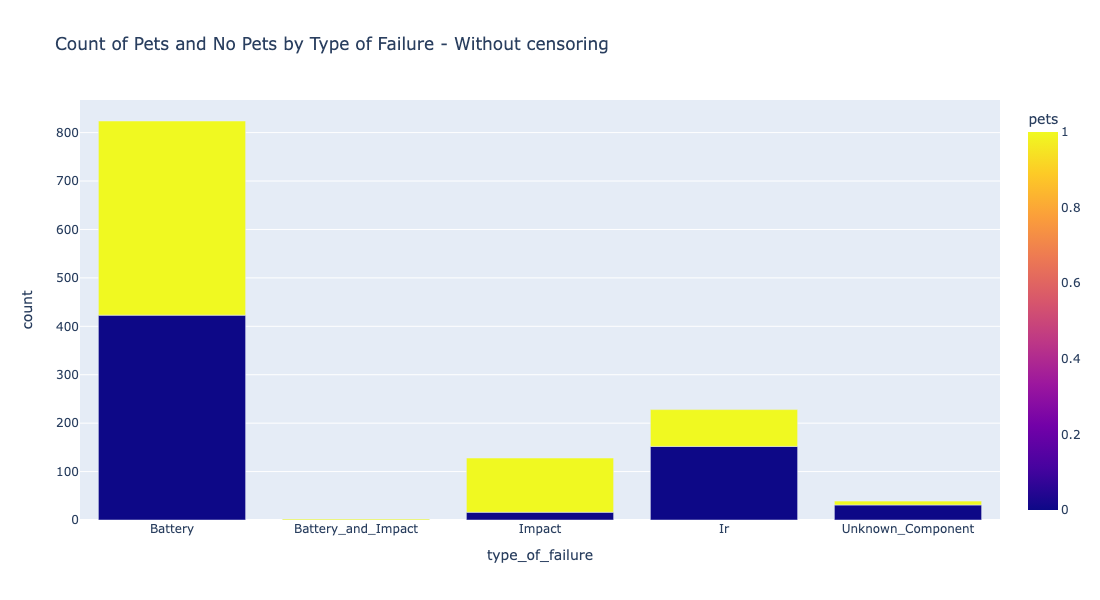 Count of Pets and No Pets by Type of Failure - Without censoring
pets
1
0.8
0.6
0.4
0.2
0
count
800
700
600
500
400
300
200
100
0
Battery
Battery_and_Impact
Impact
Ir
Unknown_Component
type_of_failure